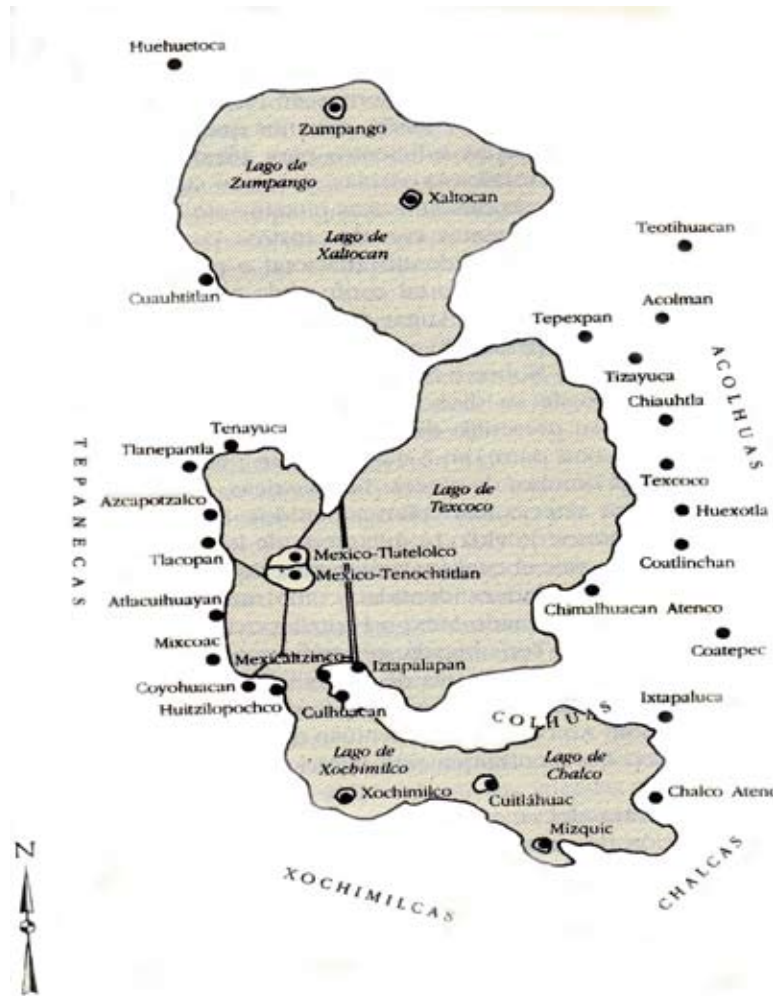 Huehuetoca
Zumpango
Lago de
Zumpango
Xaltocan
Lago de
Xaltocan
Teotihuacan
Cuauhtitlan
Acolman
Tepexpan
Tizayuca
ACOLHUAS
Chiauhtla
Tenayuca
Tlanepantla
TEPANECAS
Texcoco
Lago de
Texcoco
Azcapotzalco
Huexotla
Tlacopan
Mexico-Tlatelolco
Coatlinchan
Mexico-Tenochtitlan
Atlacuihuayan
Chimalhuacan Atenco
Mixcoac
Coatepec
Mexicaltzinco
Iztapalapan
Coyohuacan
Huitzilopochco
Culhuacan
Ixtapaluca
COLHUAS
Lago de
Xochimilco
Lago de
Chalco
Xochimilco
Cuitláhuac
Chalco Atenc
Mizquic
CHALCAS
XOCHIMILCAS
N